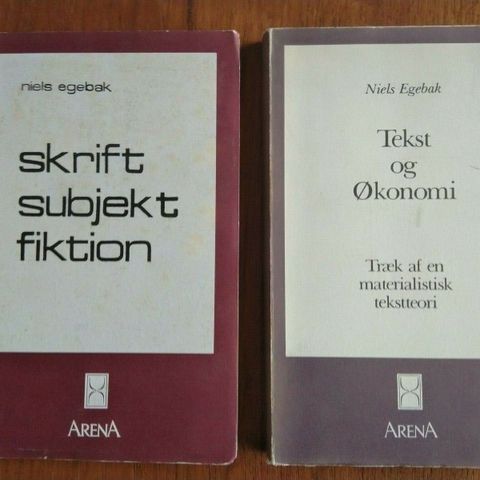 niels egebak
skrift
subjekt
fiktion
ARENA
Niels Egebak
Tekst
og
Økonomi
Træk af en
materialistisk
tekstteori
ARENA